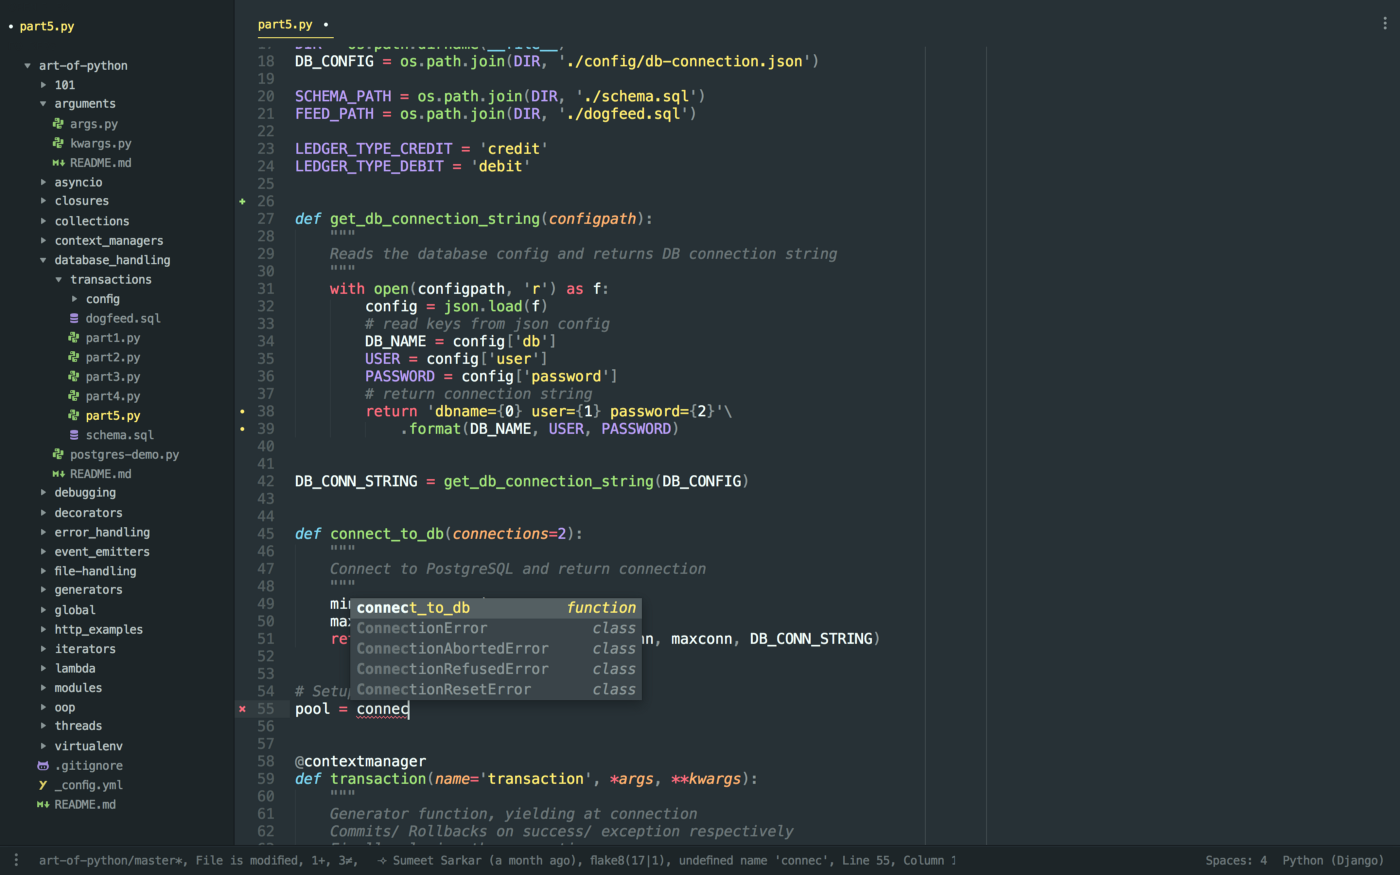 • part5.py
part5.py •
art-of-python
101
arguments
args.py
kwargs.py
README.md
asyncio
closures
collections
context_managers
database_handling
transactions
config
dogfeed.sql
part1.py
part2.py
part3.py
part4.py
part5.py
schema.sql
postgres-demo.py
README.md
debugging
decorators
error_handling
event_emitters
file-handling
generators
global
http_examples
iterators
lambda
modules
oop
threads
virtualenv
.gitignore
_config.yml
README.md
18 DB_CONFIG = os.path.join(DIR, './config/db-connection.json')
19
20 SCHEMA_PATH = os.path.join(DIR, './schema.sql')
21 FEED_PATH = os.path.join(DIR, './dogfeed.sql')
22
23 LEDGER_TYPE_CREDIT = 'credit'
24 LEDGER_TYPE_DEBIT = 'debit'
25
26
27 def get_db_connection_string(configpath):
28 """
29 Reads the database config and returns DB connection string
30 """
31 with open(configpath, 'r') as f:
32 config = json.load(f)
33 # read keys from json config
34 DB_NAME = config['db']
35 USER = config['user']
36 PASSWORD = config['password']
37 # return connection string
38 return 'dbname={0} user={1} password={2}'\
39 .format(DB_NAME, USER, PASSWORD)
40
41
42 DB_CONN_STRING = get_db_connection_string(DB_CONFIG)
43
44
45 def connect_to_db(connections=2):
46 """
47 Connect to PostgreSQL and return connection
48 """
49 mi
50 ma
51 re n, maxconn, DB_CONN_STRING)
52
53
54 # Setu
55 pool = connec
connect_to_db function
ConnectionError class
ConnectionAbortedError class
ConnectionRefusedError class
ConnectionResetError class
56
57
58 @contextmanager
59 def transaction(name='transaction', *args, **kwargs):
60 """
61 Generator function, yielding at connection
62 Commits/ Rollbacks on success/ exception respectively
art-of-python/master*, File is modified, 1+, 3≠, Sumeet Sarkar (a month ago), flake8(17|1), undefined name 'connec', Line 55, Column
Spaces: 4 Python (Django)